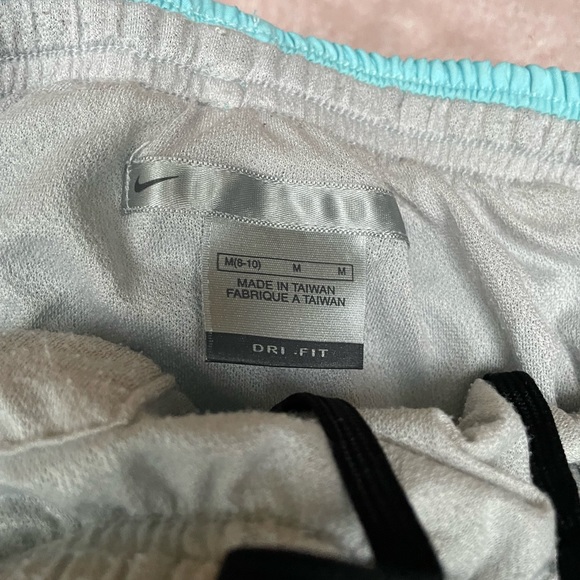 M(8-10) M M
MADE IN TAIWAN
FABRIQUE A TAIWAN
DRI.FIT